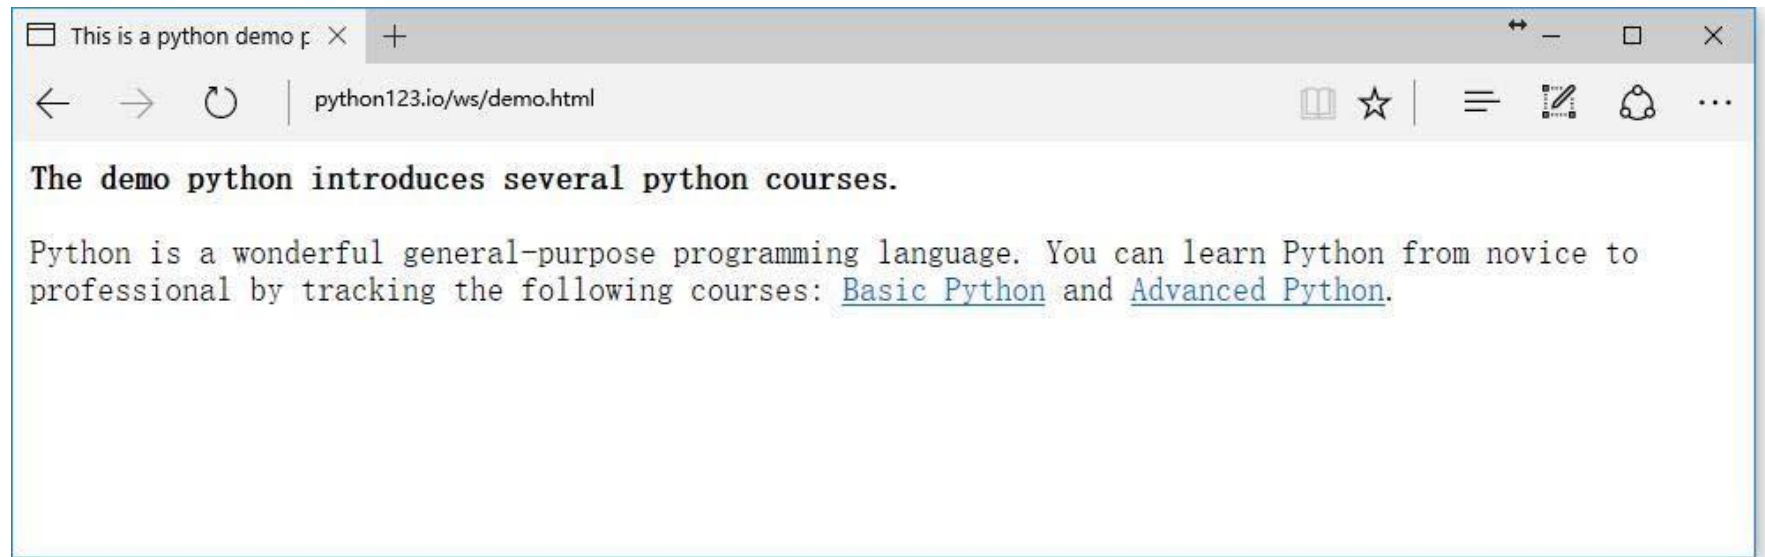 This is a python demo p
python123.io/ws/demo.html
The demo python introduces several python courses.
Python is a wonderful general-purpose programming language. You can learn Python from novice to
professional by tracking the following courses: Basic Python and Advanced Python.